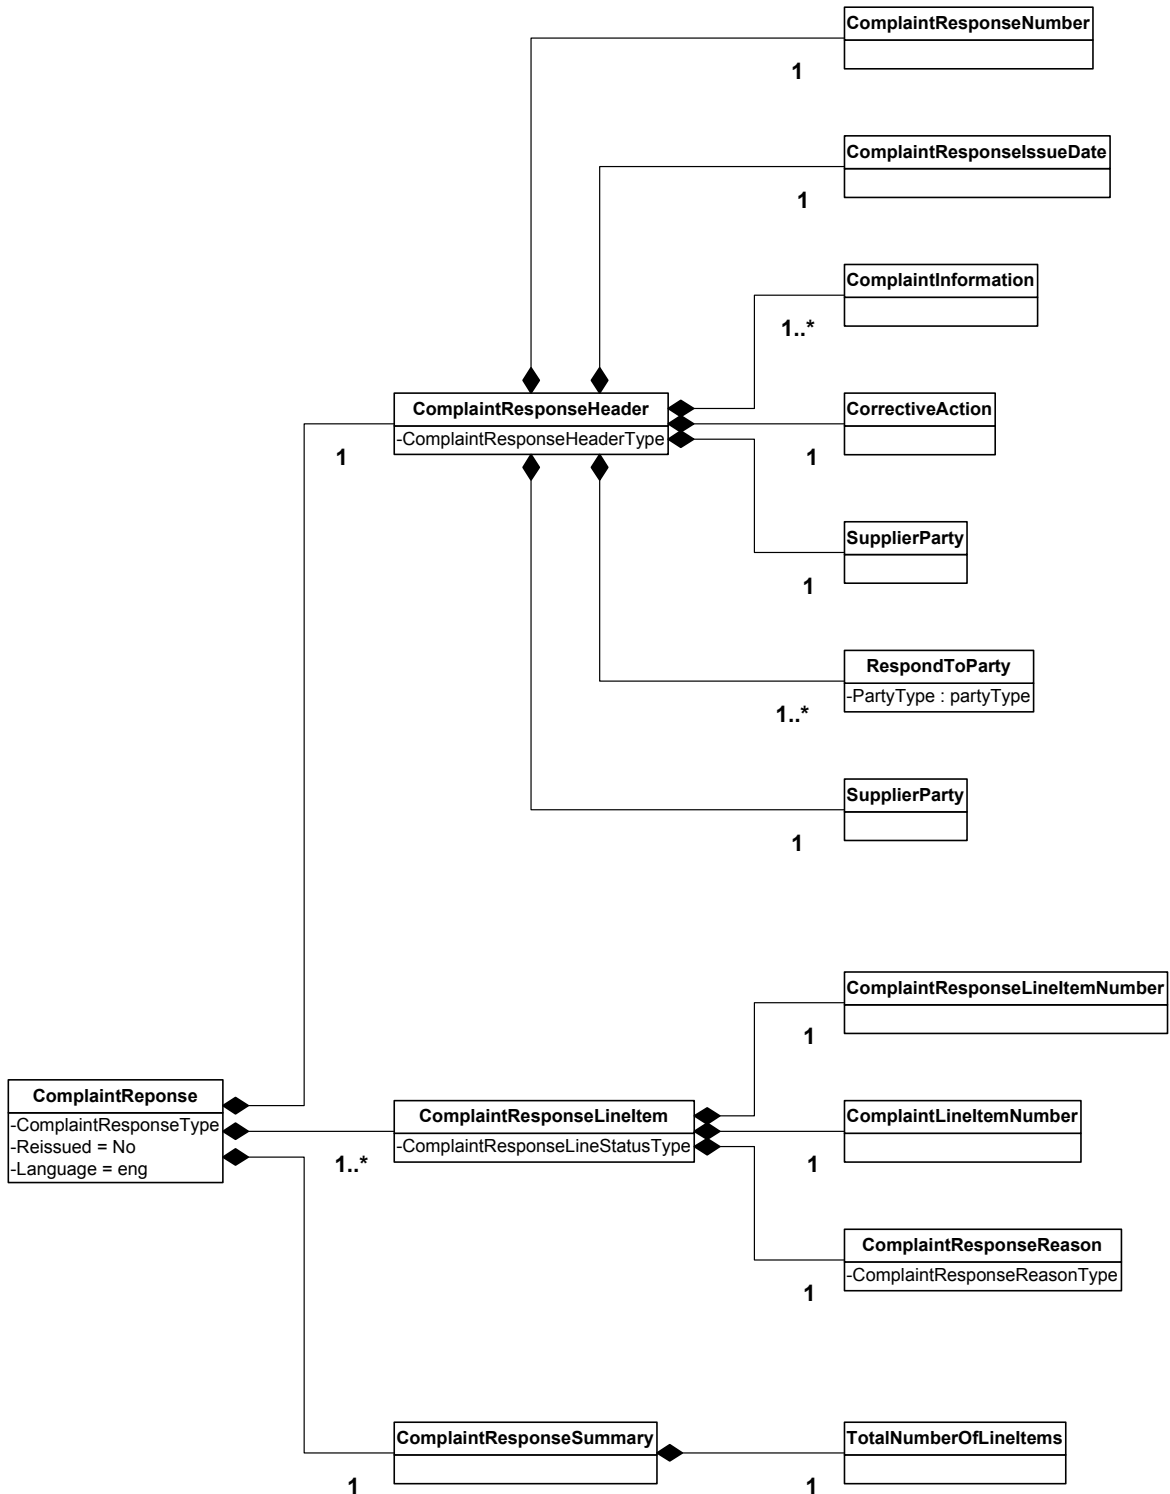 ComplaintResponseNumber
1
ComplaintResponseIssueDate
1
ComplaintInformation
1..*
ComplaintResponseHeader
-ComplaintResponseHeaderType
1
CorrectiveAction
1
SupplierParty
1
RespondToParty
-PartyType : partyType
1..*
SupplierParty
1
ComplaintResponseLineItemNumber
1
ComplaintReponse
-ComplaintResponseType
-Reissued = No
-Language = eng
ComplaintResponseLineItem
-ComplaintResponseLineStatusType
1..*
ComplaintLineItemNumber
1
ComplaintResponseReason
-ComplaintResponseReasonType
1
ComplaintResponseSummary
1
TotalNumberOfLineItems
1